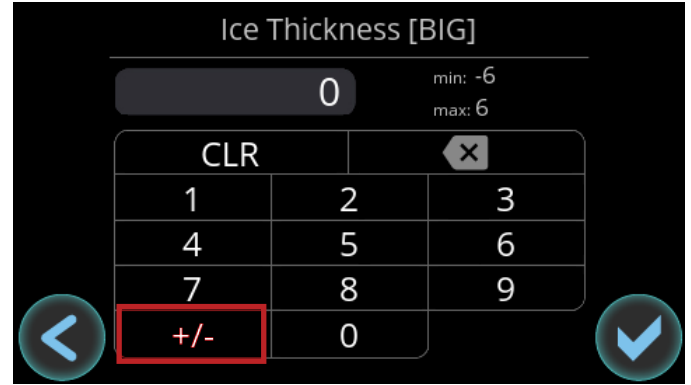 Ice Thickness [BIG]
0 min: -6
max: 6
CLR
1 2 3
4 5 6
7 8 9
+/- 0